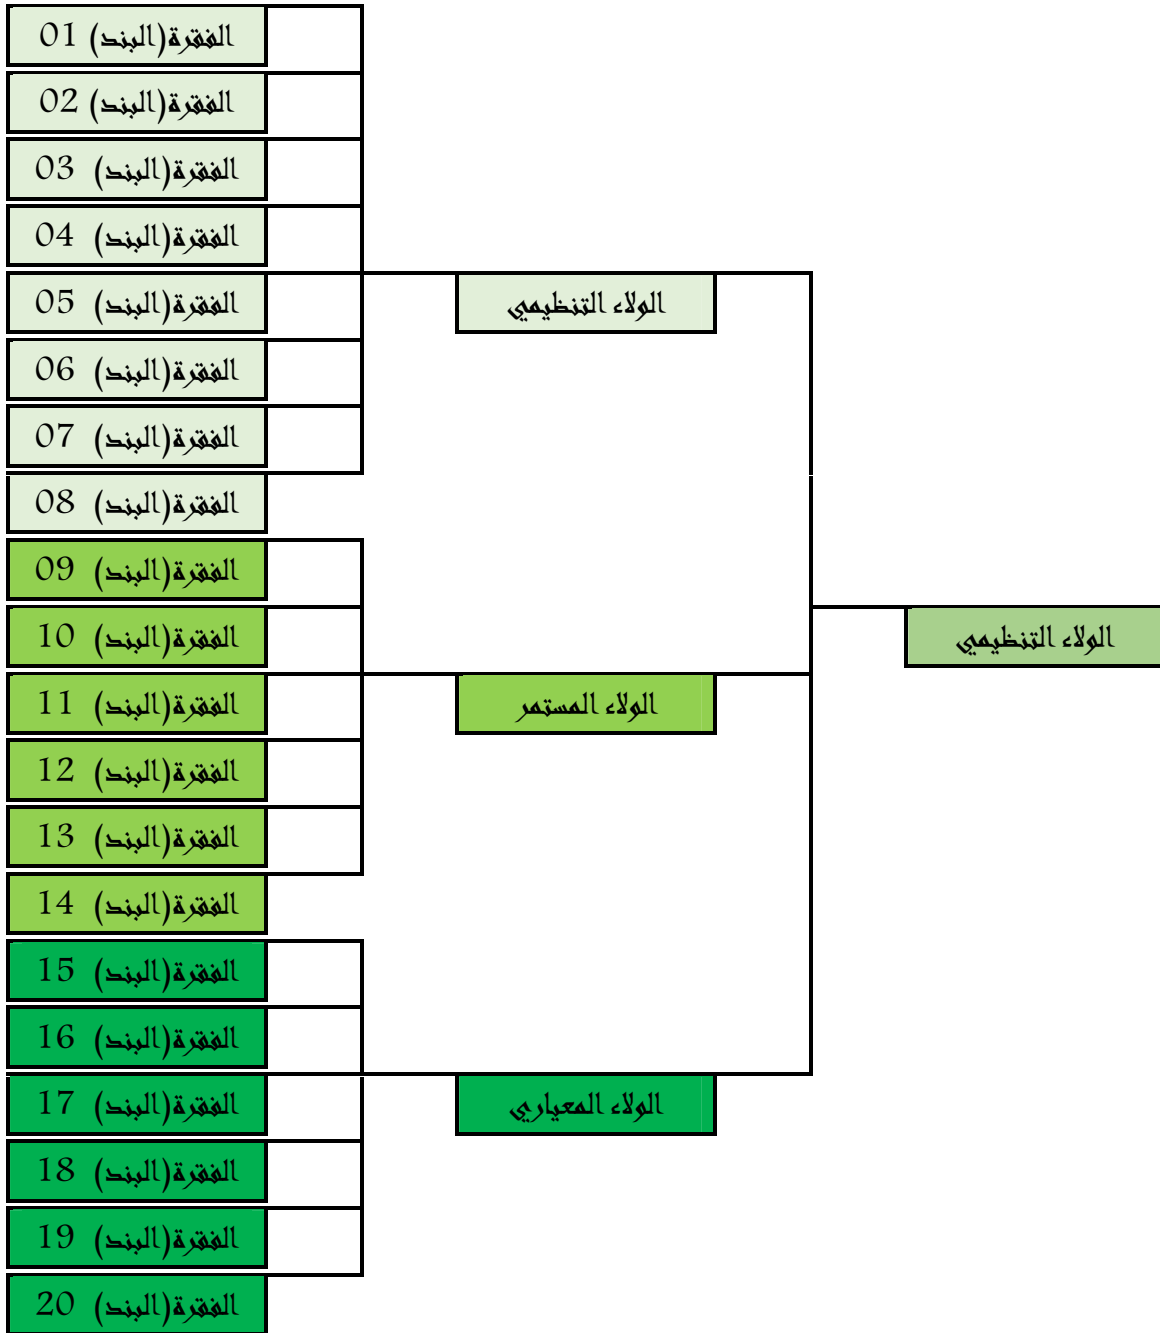 الفقرة(البند) 01
الفقرة(البند) 02
الفقرة(البند) 03
الفقرة(البند) 04
الفقرة(البند) 05
الولاء التنظيمي
الفقرة(البند) 06
الفقرة(البند) 07
الفقرة(البند) 08
الفقرة(البند) 09
الفقرة(البند) 10
الولاء التنظيمي
الفقرة(البند) 11
الولاء المستمر
الفقرة(البند) 12
الفقرة(البند) 13
الفقرة(البند) 14
الفقرة(البند) 15
الفقرة(البند) 16
الفقرة(البند) 17
الولاء المعياري
الفقرة(البند) 18
الفقرة(البند) 19
الفقرة(البند) 20